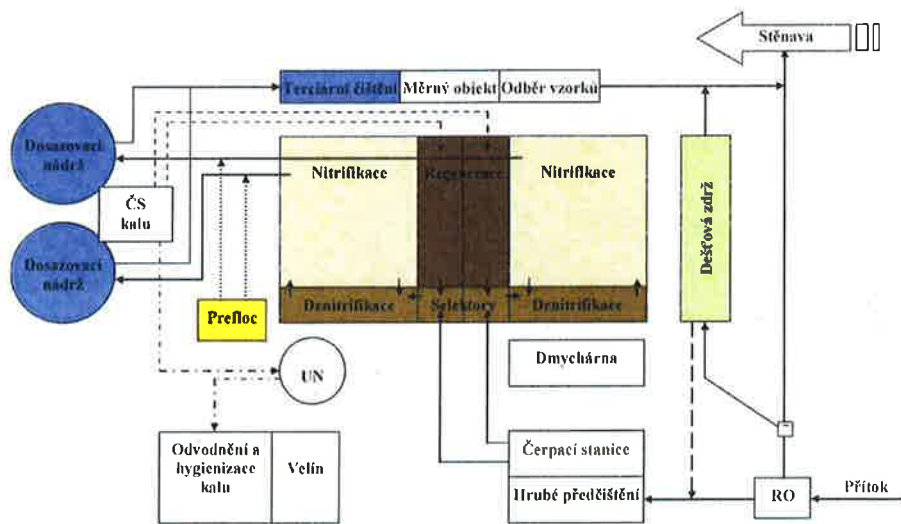 Stěnava
Terciární čištění
Měrný objekt
Odběr vzorku
Dosazovací
nádrž
Nitrifikace
Regenerace
Nitrifikace
ČS
kalu
Dešťová zdrž
Dosazovací
nádrž
Denitrifikace
Selektory
Denitrifikace
Prefloc
Dmychárna
UN
Odvodnění a
hygienizace
kalu
Velín
Čerpací stanice
Hrubé předčištění
RO
Přítok